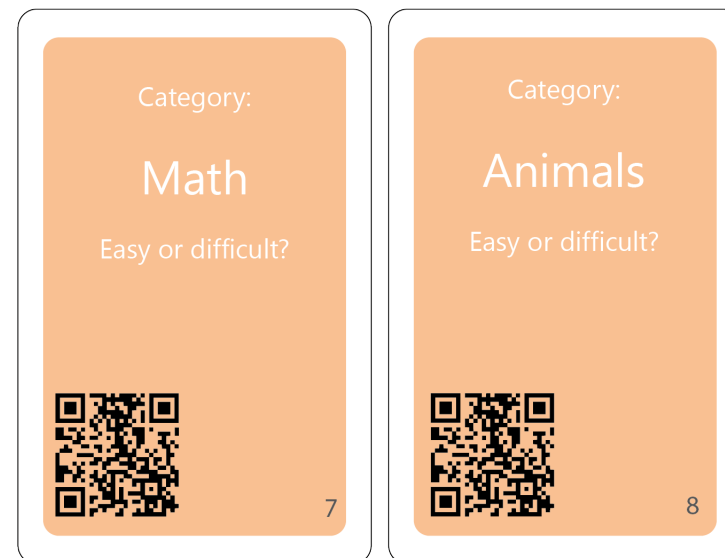 Category:
Math
Easy or difficult?
7
Category:
Animals
Easy or difficult?
8